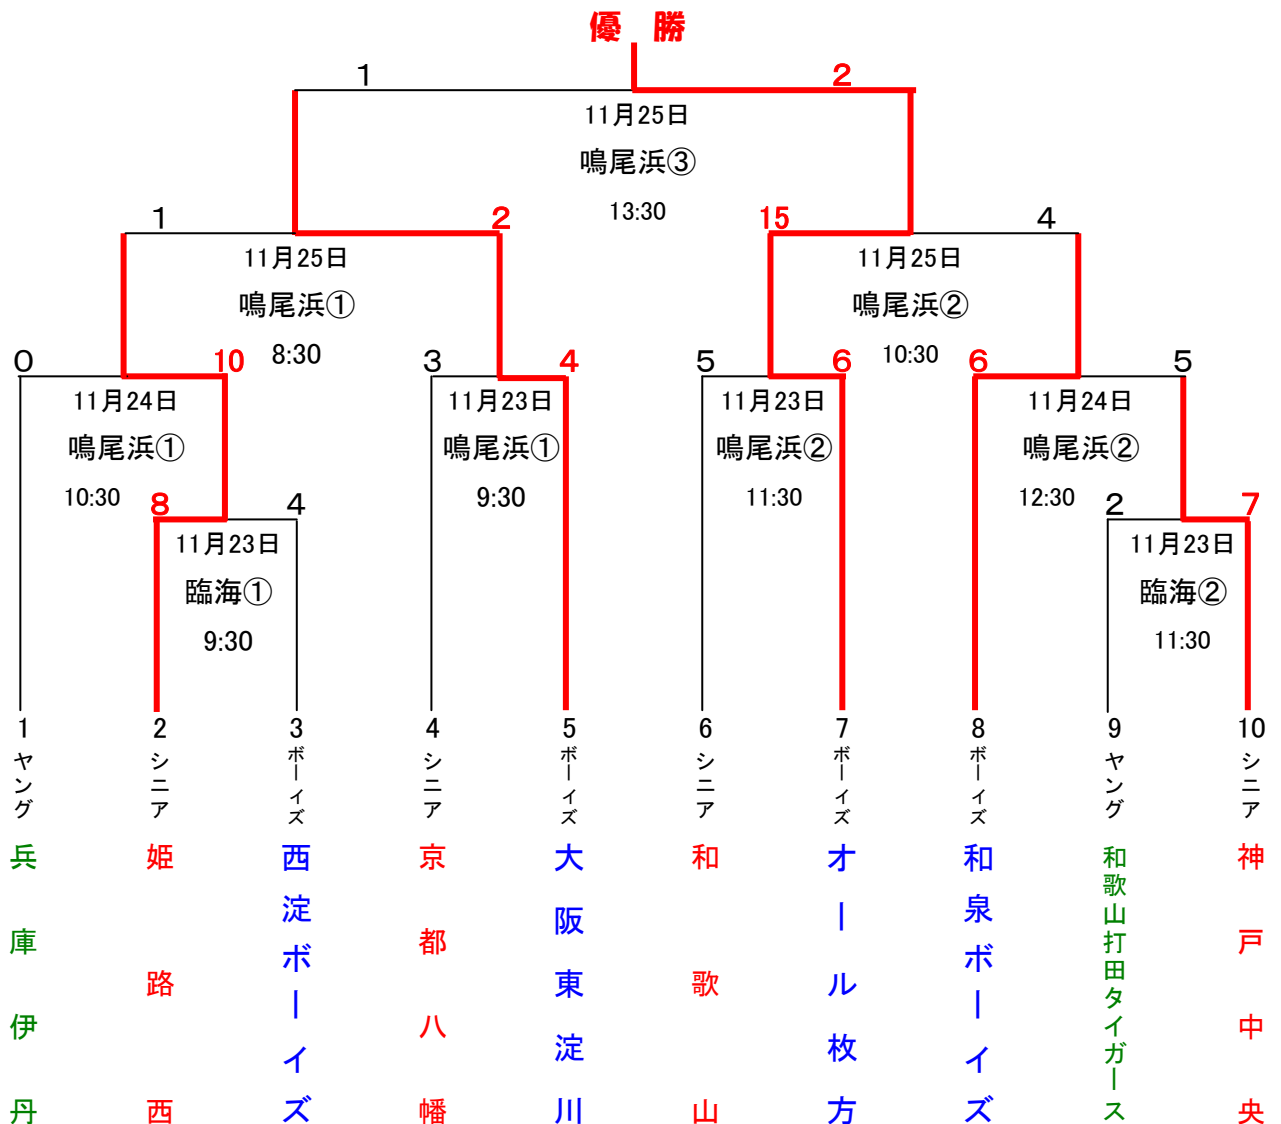 優 勝
1 2
11月25日
鳴尾浜③
13:30
1 2 15 4
11月25日 11月25日
鳴尾浜① 鳴尾浜②
8:30 10:30
0 10 3 4 5 6 6 5
11月24日 11月23日 11月23日 11月24日
鳴尾浜① 鳴尾浜① 鳴尾浜② 鳴尾浜②
10:30 9:30 11:30 12:30
8 4 2 7
11月23日 11月23日
臨海① 臨海②
9:30 11:30
1 2 3 4 5 6 7 8 9 10
ヤング
シニア
ボーイズ
シニア
ボーイズ
シニア
ボーイズ
ボーイズ
ヤング
シニア
兵庫伊丹
姫路西
西淀ボーイズ
京都八幡
大阪東淀川
和歌山
オール枚方
和泉ボーイズ
和歌山打田タイガース
神戸中央